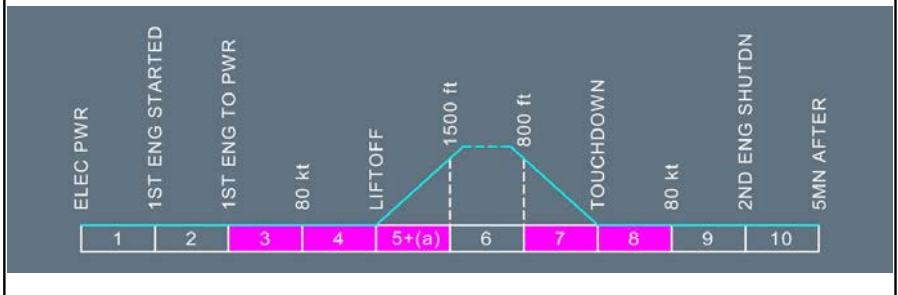 ELEC PWR
1ST ENG STARTED
1ST ENG TO PWR
80 kt
LIFTOFF
1500 ft
800 ft
TOUCHDOWN
80 kt
2ND ENG SHUTDN
5MN AFTER
1 2 3 4 5+(a) 6 7 8 9 10